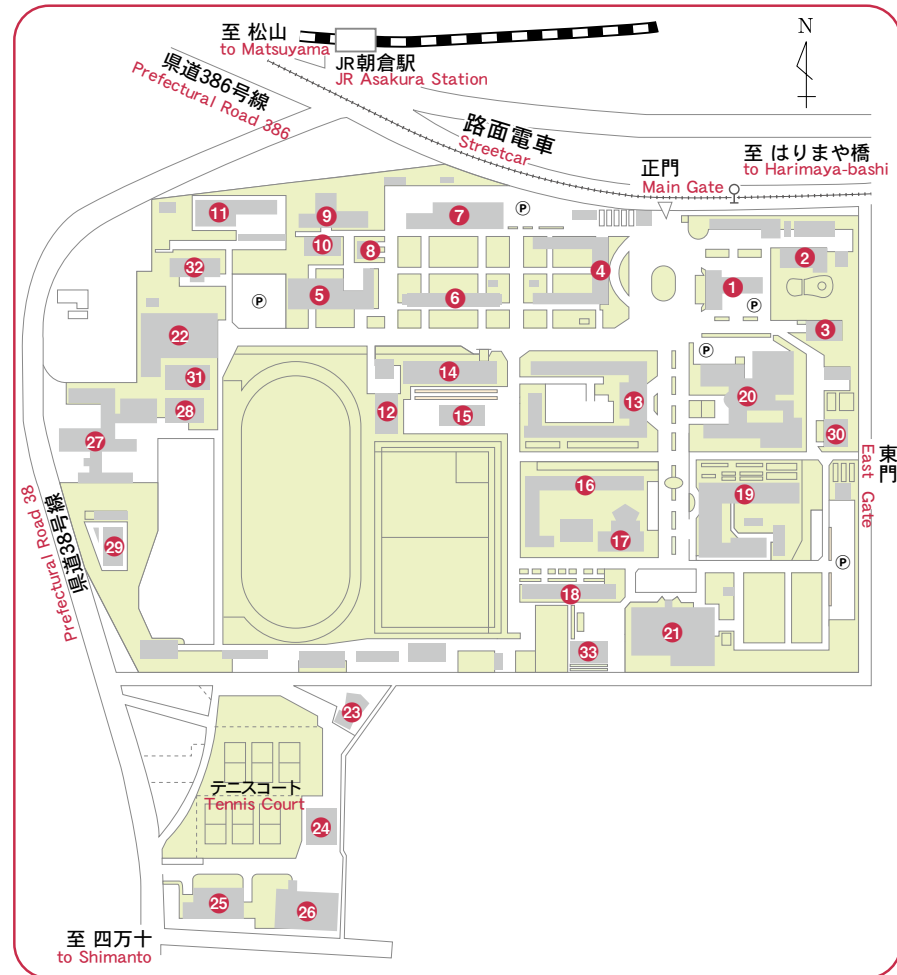 至 松山
to Matsuyama
JR朝倉駅
JR Asakura Station
N
県道386号線
Prefectural Road 386
路面電車
Streetcar
正門
Main Gate
至 はりまや橋
to Harimaya-bashi
11
9
7
P
10
8
32
4
2
5
6
1
P
P
3
22
P
31
14
13
20
28
12
15
30
27
東門
East Gate
16
19
17
29
県道38号線
Prefectural Road 38
P
18
21
33
23
テニスコート
Tennis Court
24
25
26
至 四万十
to Shimanto